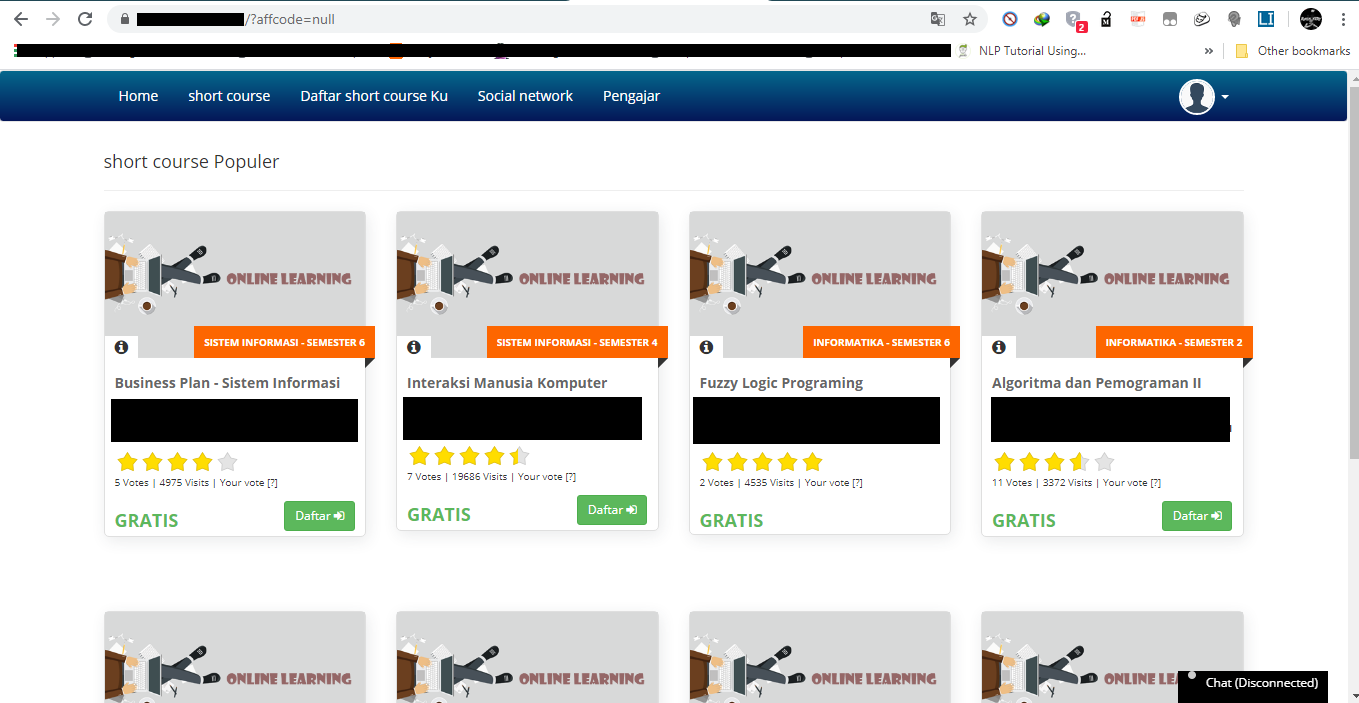 /?affcode=null
2
NLP Tutorial Using...
»
Other bookmarks
Home
short course
Daftar short course Ku
Social network
Pengajar
short course Populer
ONLINE LEARNING
ONLINE LEARNING
ONLINE LEARNING
ONLINE LEARNING
SISTEM INFORMASI - SEMESTER 6
SISTEM INFORMASI - SEMESTER 4
INFORMATIKA - SEMESTER 6
INFORMATIKA - SEMESTER 2
Business Plan - Sistem Informasi
Interaksi Manusia Komputer
Fuzzy Logic Programing
Algoritma dan Pemograman II
5 Votes | 4975 Visits | Your vote [?]
7 Votes | 19686 Visits | Your vote [?]
2 Votes | 4535 Visits | Your vote [?]
11 Votes | 3372 Visits | Your vote [?]
GRATIS
Daftar
GRATIS
Daftar
GRATIS
GRATIS
Daftar
ONLINE LEARNING
ONLINE LEARNING
ONLINE LEARNING
ONLINE LEARNING
Chat (Disconnected)